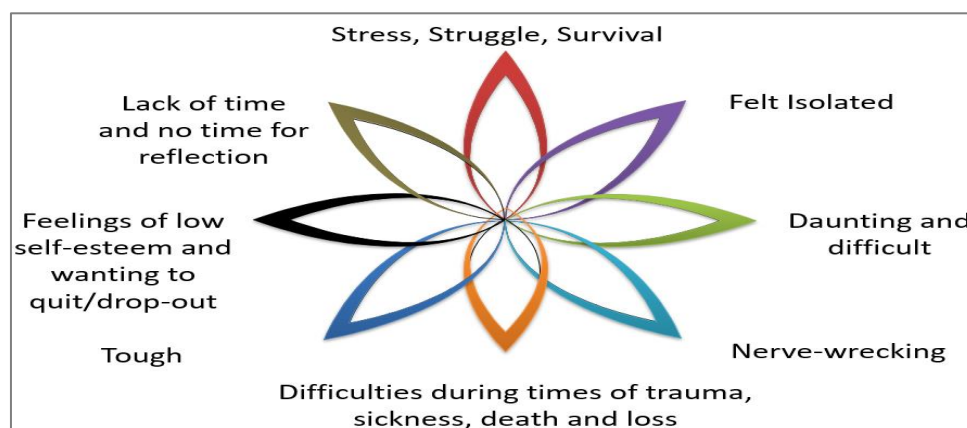 Stress, Struggle, Survival
Felt Isolated
Daunting and
difficult
Nerve-wrecking
Difficulties during times of trauma,
sickness, death and loss
Tough
Feelings of low
self-esteem and
wanting to
quit/drop-out
Lack of time
and no time for
reflection